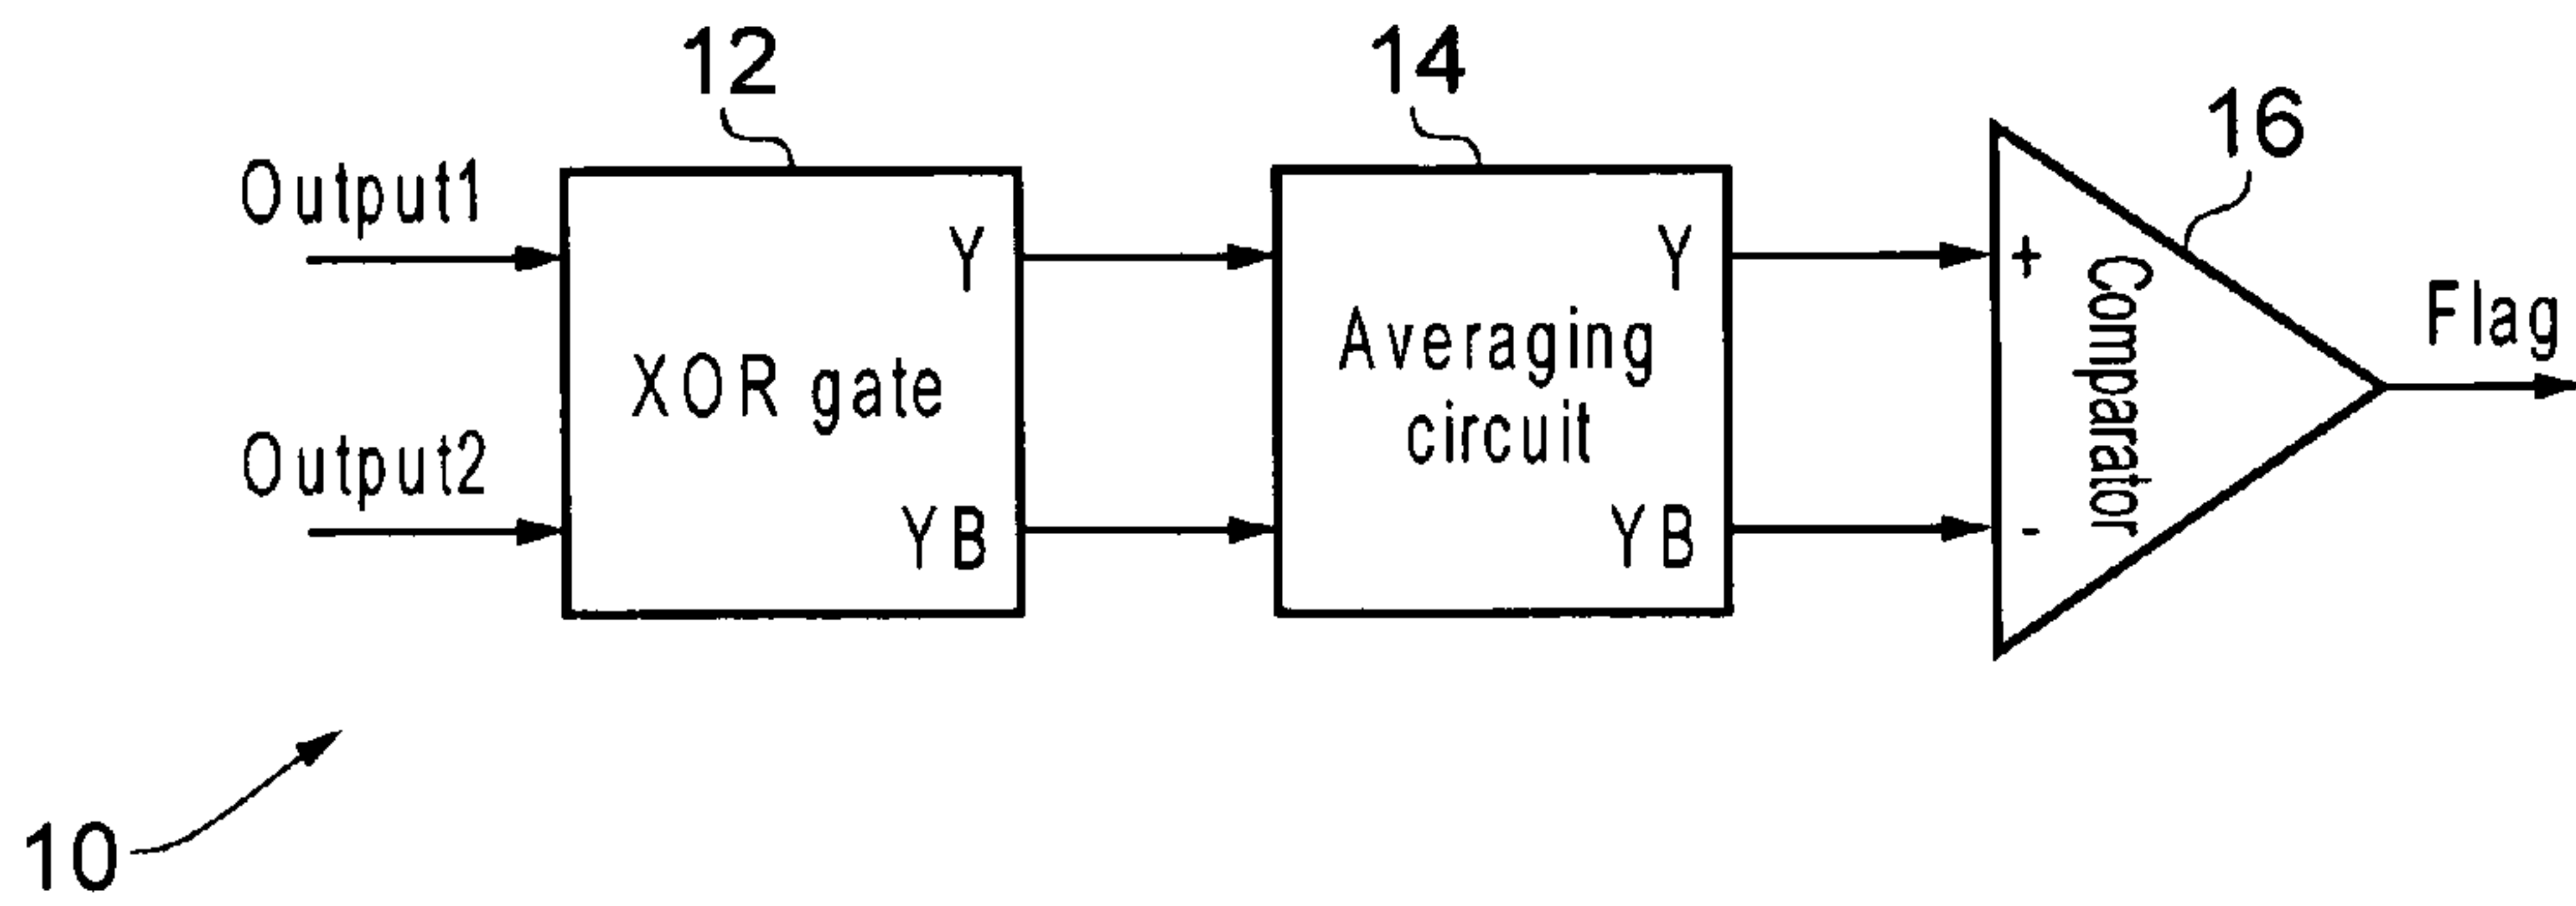 12
14
16
Output1
Output2
XOR gate
Y
YB
Averaging
circuit
Y
YB
+
-
Comparator
Flag
10